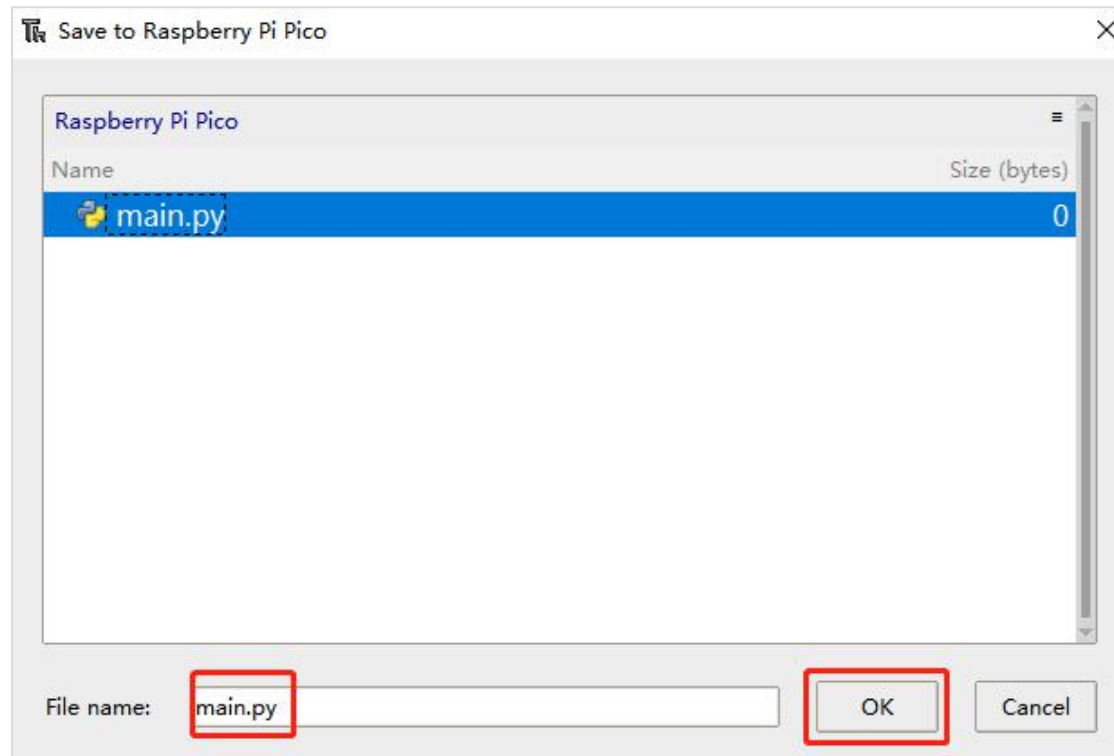 Save to Raspberry Pi Pico
Raspberry Pi Pico
Name Size (bytes)
main.py 0
File name: main.py OK Cancel